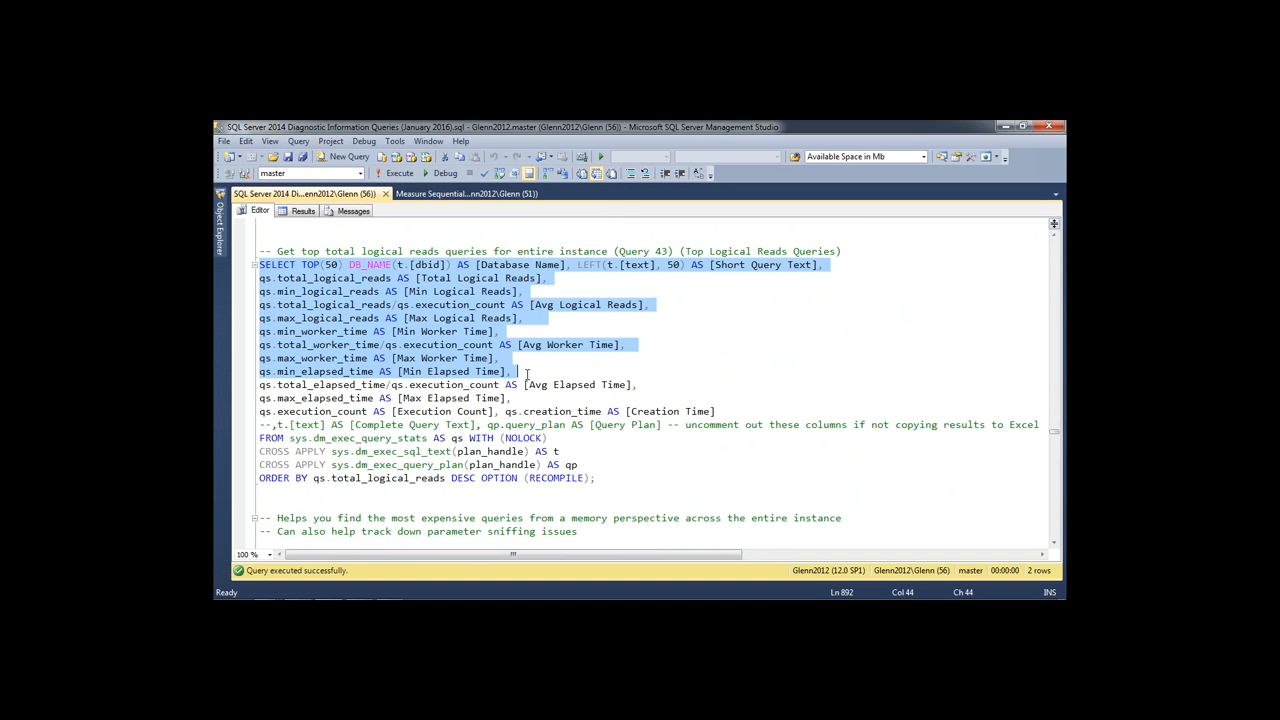 SQL Server 2014 Diagnostic Information Queries (January 2016).sql - Glenn2012.master (Glenn2012\Glenn (56)) - Microsoft SQL Server Management Studio
File Edit View Query Project Debug Tools Window Help
New Query Available Space in Mb
master Execute Debug
SQL Server 2014 Di...enn2012\Glenn (56)) Measure Sequential...nn2012\Glenn (51))
Object Explorer
Editor Results Messages
-- Get top total logical reads queries for entire instance (Query 43) (Top Logical Reads Queries)
SELECT TOP(50) DB_NAME(t.[dbid]) AS [Database Name], LEFT(t.[text], 50) AS [Short Query Text],
qs.total_logical_reads AS [Total Logical Reads],
qs.min_logical_reads AS [Min Logical Reads],
qs.total_logical_reads/qs.execution_count AS [Avg Logical Reads],
qs.max_logical_reads AS [Max Logical Reads],
qs.min_worker_time AS [Min Worker Time],
qs.total_worker_time/qs.execution_count AS [Avg Worker Time],
qs.max_worker_time AS [Max Worker Time],
qs.min_elapsed_time AS [Min Elapsed Time],
qs.total_elapsed_time/qs.execution_count AS [Avg Elapsed Time],
qs.max_elapsed_time AS [Max Elapsed Time],
qs.execution_count AS [Execution Count], qs.creation_time AS [Creation Time]
--,t.[text] AS [Complete Query Text], qp.query_plan AS [Query Plan] -- uncomment out these columns if not copying results to Excel
FROM sys.dm_exec_query_stats AS qs WITH (NOLOCK)
CROSS APPLY sys.dm_exec_sql_text(plan_handle) AS t
CROSS APPLY sys.dm_exec_query_plan(plan_handle) AS qp
ORDER BY qs.total_logical_reads DESC OPTION (RECOMPILE);
-- Helps you find the most expensive queries from a memory perspective across the entire instance
-- Can also help track down parameter sniffing issues
100 %
Query executed successfully. Glenn2012 (12.0 SP1) Glenn2012\Glenn (56) master 00:00:00 2 rows
Ready Ln 892 Col 44 Ch 44 INS